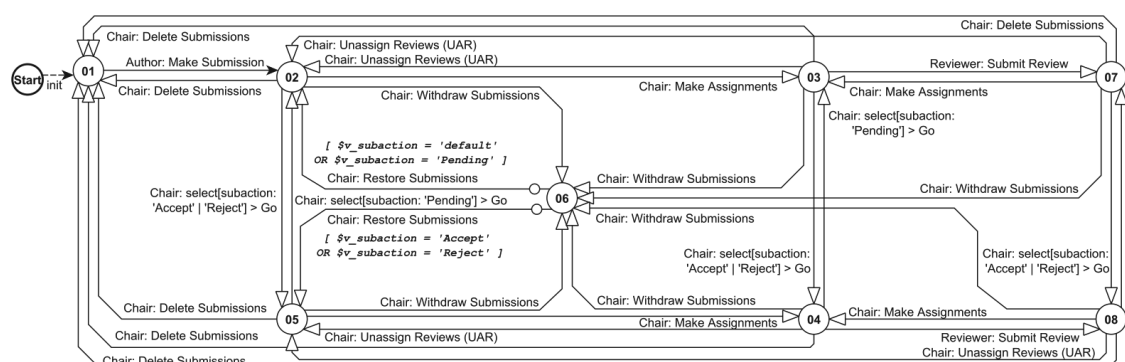 Chair: Delete Submissions
Chair: Delete Submissions
Chair: Unassign Reviews (UAR)
Chair: Unassign Reviews (UAR)
Start
init
01
Author: Make Submission
02
03
Reviewer: Submit Review
07
Chair: Delete Submissions
Chair: Make Assignments
Chair: Make Assignments
Chair: Withdraw Submissions
Chair: select[subaction:
'Pending'] > Go
[ $v_subaction = 'default'
OR $v_subaction = 'Pending' ]
Chair: Restore Submissions
Chair: Withdraw Submissions
Chair: Withdraw Submissions
Chair: select[subaction:
'Accept' | 'Reject'] > Go
Chair: select[subaction: 'Pending'] > Go
06
Chair: Restore Submissions
Chair: Withdraw Submissions
[ $v_subaction = 'Accept'
OR $v_subaction = 'Reject' ]
Chair: select[subaction:
'Accept' | 'Reject'] > Go
Chair: select[subaction:
'Accept' | 'Reject'] > Go
Chair: Delete Submissions
Chair: Withdraw Submissions
Chair: Withdraw Submissions
05
04
08
Chair: Make Assignments
Chair: Make Assignments
Chair: Delete Submissions
Chair: Unassign Reviews (UAR)
Reviewer: Submit Review
Chair: Unassign Reviews (UAR)
Chair: Delete Submissions